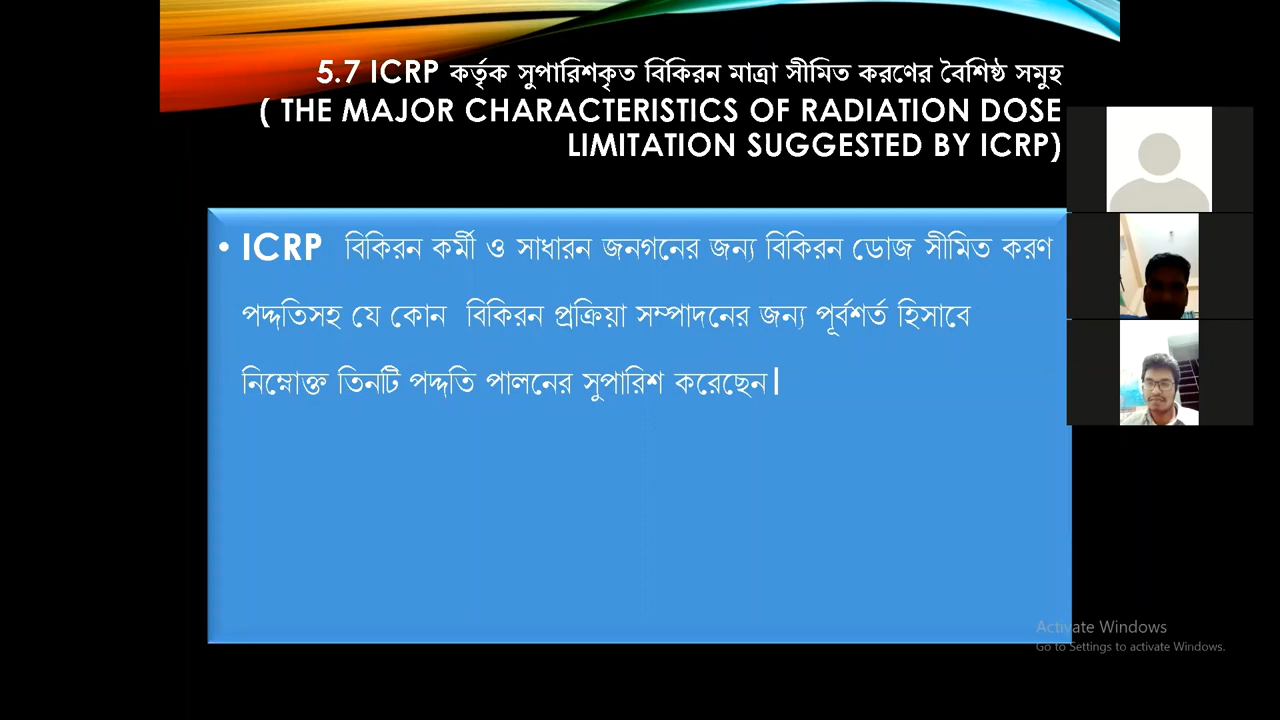 5.7 ICRP কর্তৃক সুপারিশকৃত বিকিরন মাত্রা সীমিত করণের বৈশিষ্ঠ সমুহ
( THE MAJOR CHARACTERISTICS OF RADIATION DOSE
LIMITATION SUGGESTED BY ICRP)
• ICRP বিকিরন কর্মী ও সাধারন জনগনের জন্য বিকিরন ডোজ সীমিত করণ
পদ্দতিসহ যে কোন বিকিরন প্রক্রিয়া সম্পাদনের জন্য পূর্বশর্ত হিসাবে
নিম্নোক্ত তিনটি পদ্দতি পালনের সুপারিশ করেছেন।
Activate Windows
Go to Settings to activate Windows.